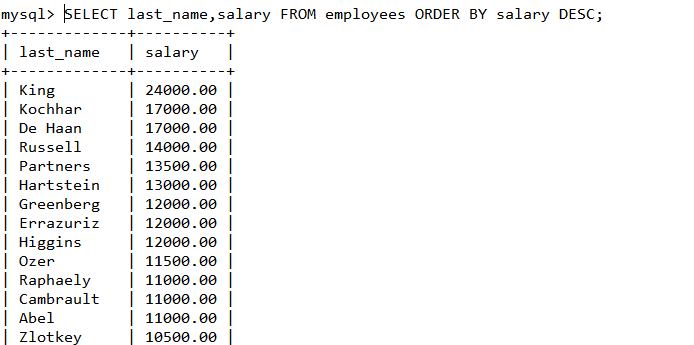 mysql> SELECT last_name,salary FROM employees ORDER BY salary DESC;
+-------------+----------+
| last_name   | salary   |
+-------------+----------+
| King        | 24000.00 |
| Kochhar     | 17000.00 |
| De Haan     | 17000.00 |
| Russell     | 14000.00 |
| Partners    | 13500.00 |
| Hartstein   | 13000.00 |
| Greenberg   | 12000.00 |
| Errazuriz   | 12000.00 |
| Higgins     | 12000.00 |
| Ozer        | 11500.00 |
| Raphaely    | 11000.00 |
| Cambrault   | 11000.00 |
| Abel        | 11000.00 |
| Zlotkey     | 10500.00 |